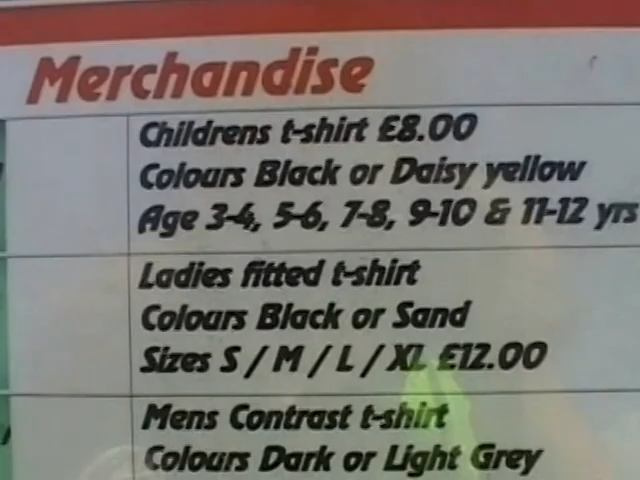 Merchandise
Childrens t-shirt £8.00
Colours Black or Daisy yellow
Age 3-4, 5-6, 7-8, 9-10 & 11-12 yrs
Ladies fitted t-shirt
Colours Black or Sand
Sizes S / M / L / XL £12.00
Mens Contrast t-shirt
Colours Dark or Light Grey